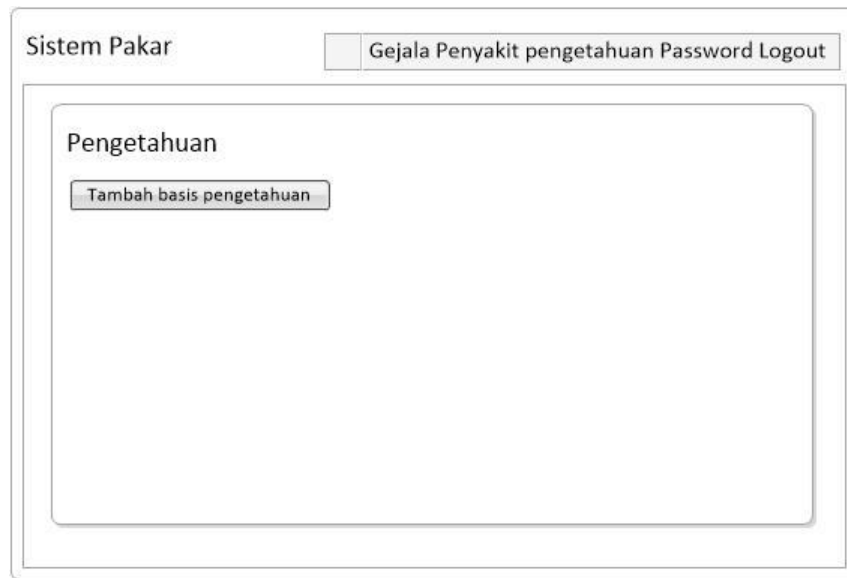 Sistem Pakar
Gejala Penyakit pengetahuan Password Logout
Pengetahuan
Tambah basis pengetahuan